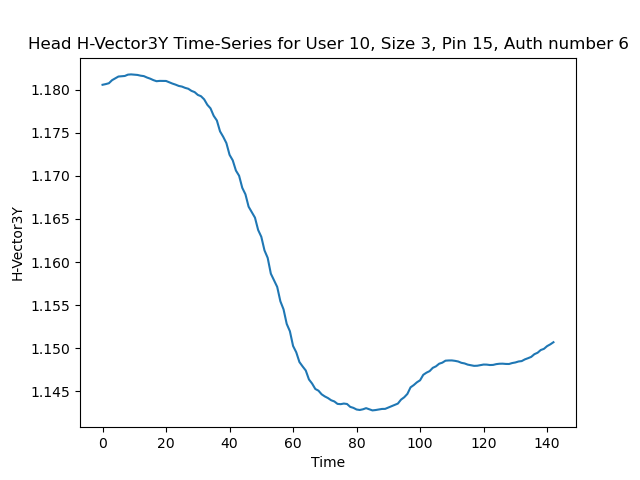 Head H-Vector3Y Time-Series for User 10, Size 3, Pin 15, Auth number 6
H-Vector3Y
1.180
1.175
1.170
1.165
1.160
1.155
1.150
1.145
0 20 40 60 80 100 120 140
Time